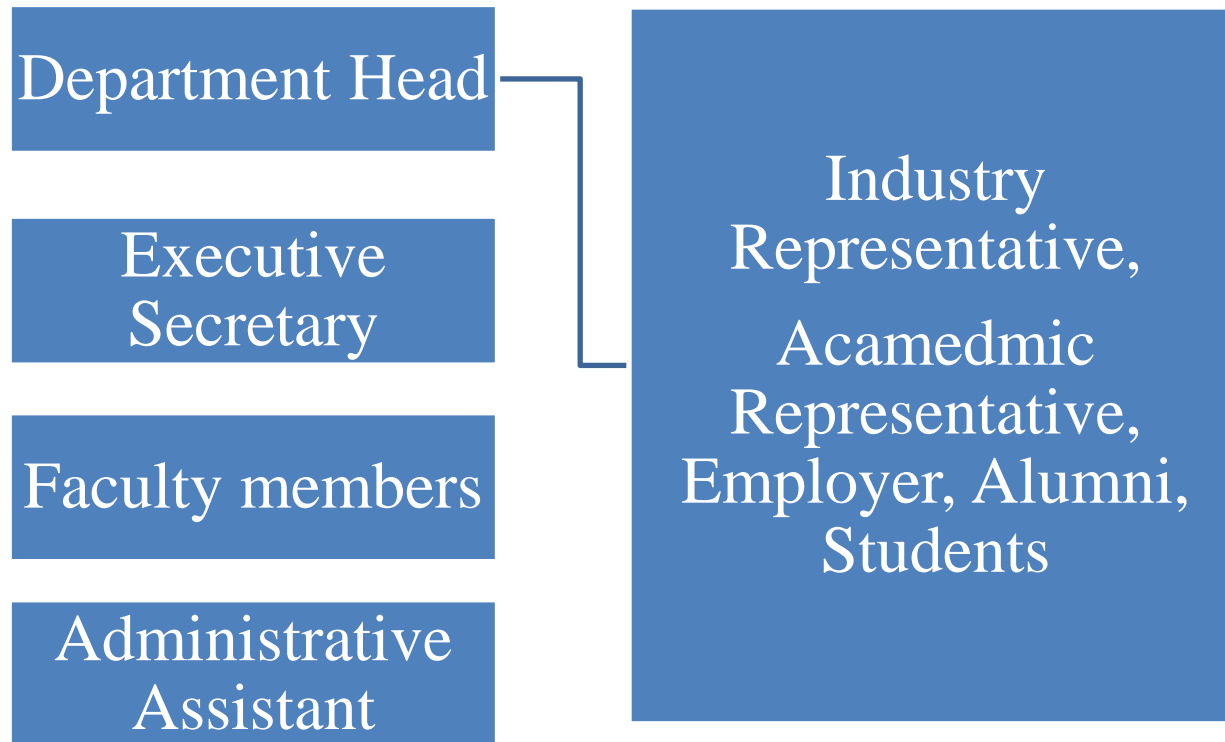 Department Head
Executive
Secretary
Faculty members
Administrative
Assistant
Industry
Representative,
Acamedmic
Representative,
Employer, Alumni,
Students